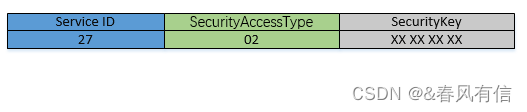 Service ID SecurityAccessType SecurityKey
27 02 XX XX XX XX
CSDN @&春风有信